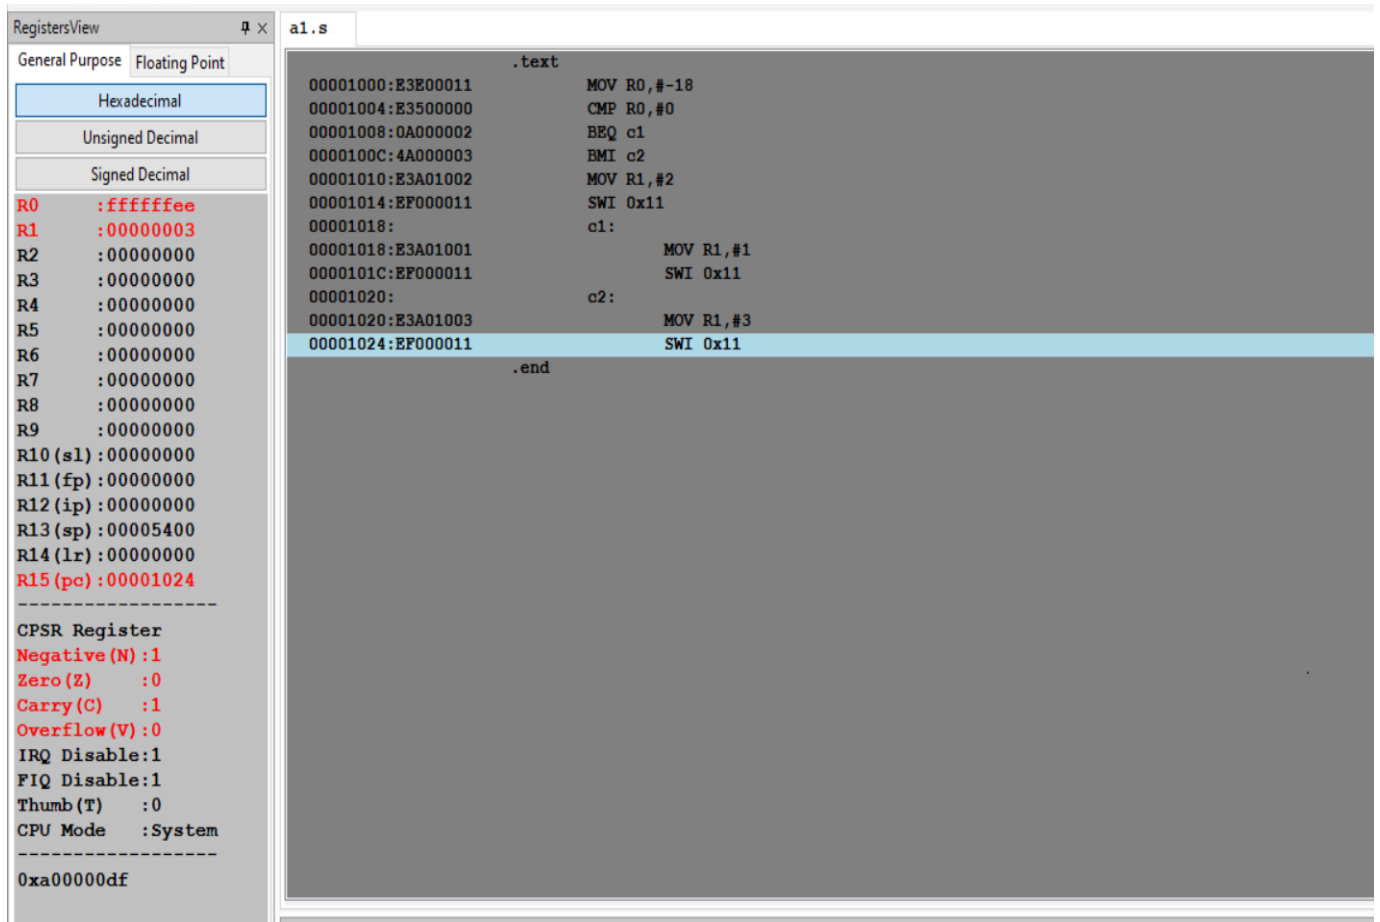 RegistersView
General Purpose Floating Point
Hexadecimal
Unsigned Decimal
Signed Decimal
R0 :ffffffee
R1 :00000003
R2 :00000000
R3 :00000000
R4 :00000000
R5 :00000000
R6 :00000000
R7 :00000000
R8 :00000000
R9 :00000000
R10(sl):00000000
R11(fp):00000000
R12(ip):00000000
R13(sp):00005400
R14(lr):00000000
R15(pc):00001024
-------------------
CPSR Register
Negative(N):1
Zero(Z) :0
Carry(C) :1
Overflow(V):0
IRQ Disable:1
FIQ Disable:1
Thumb(T) :0
CPU Mode :System
-------------------
0xa00000df
a1.s
.text
00001000:E3E00011 MOV R0,#-18
00001004:E3500000 CMP R0,#0
00001008:0A000002 BEQ c1
0000100C:4A000003 BMI c2
00001010:E3A01002 MOV R1,#2
00001014:EF000011 SWI 0x11
00001018: c1:
00001018:E3A01001 MOV R1,#1
0000101C:EF000011 SWI 0x11
00001020: c2:
00001020:E3A01003 MOV R1,#3
00001024:EF000011 SWI 0x11
.end